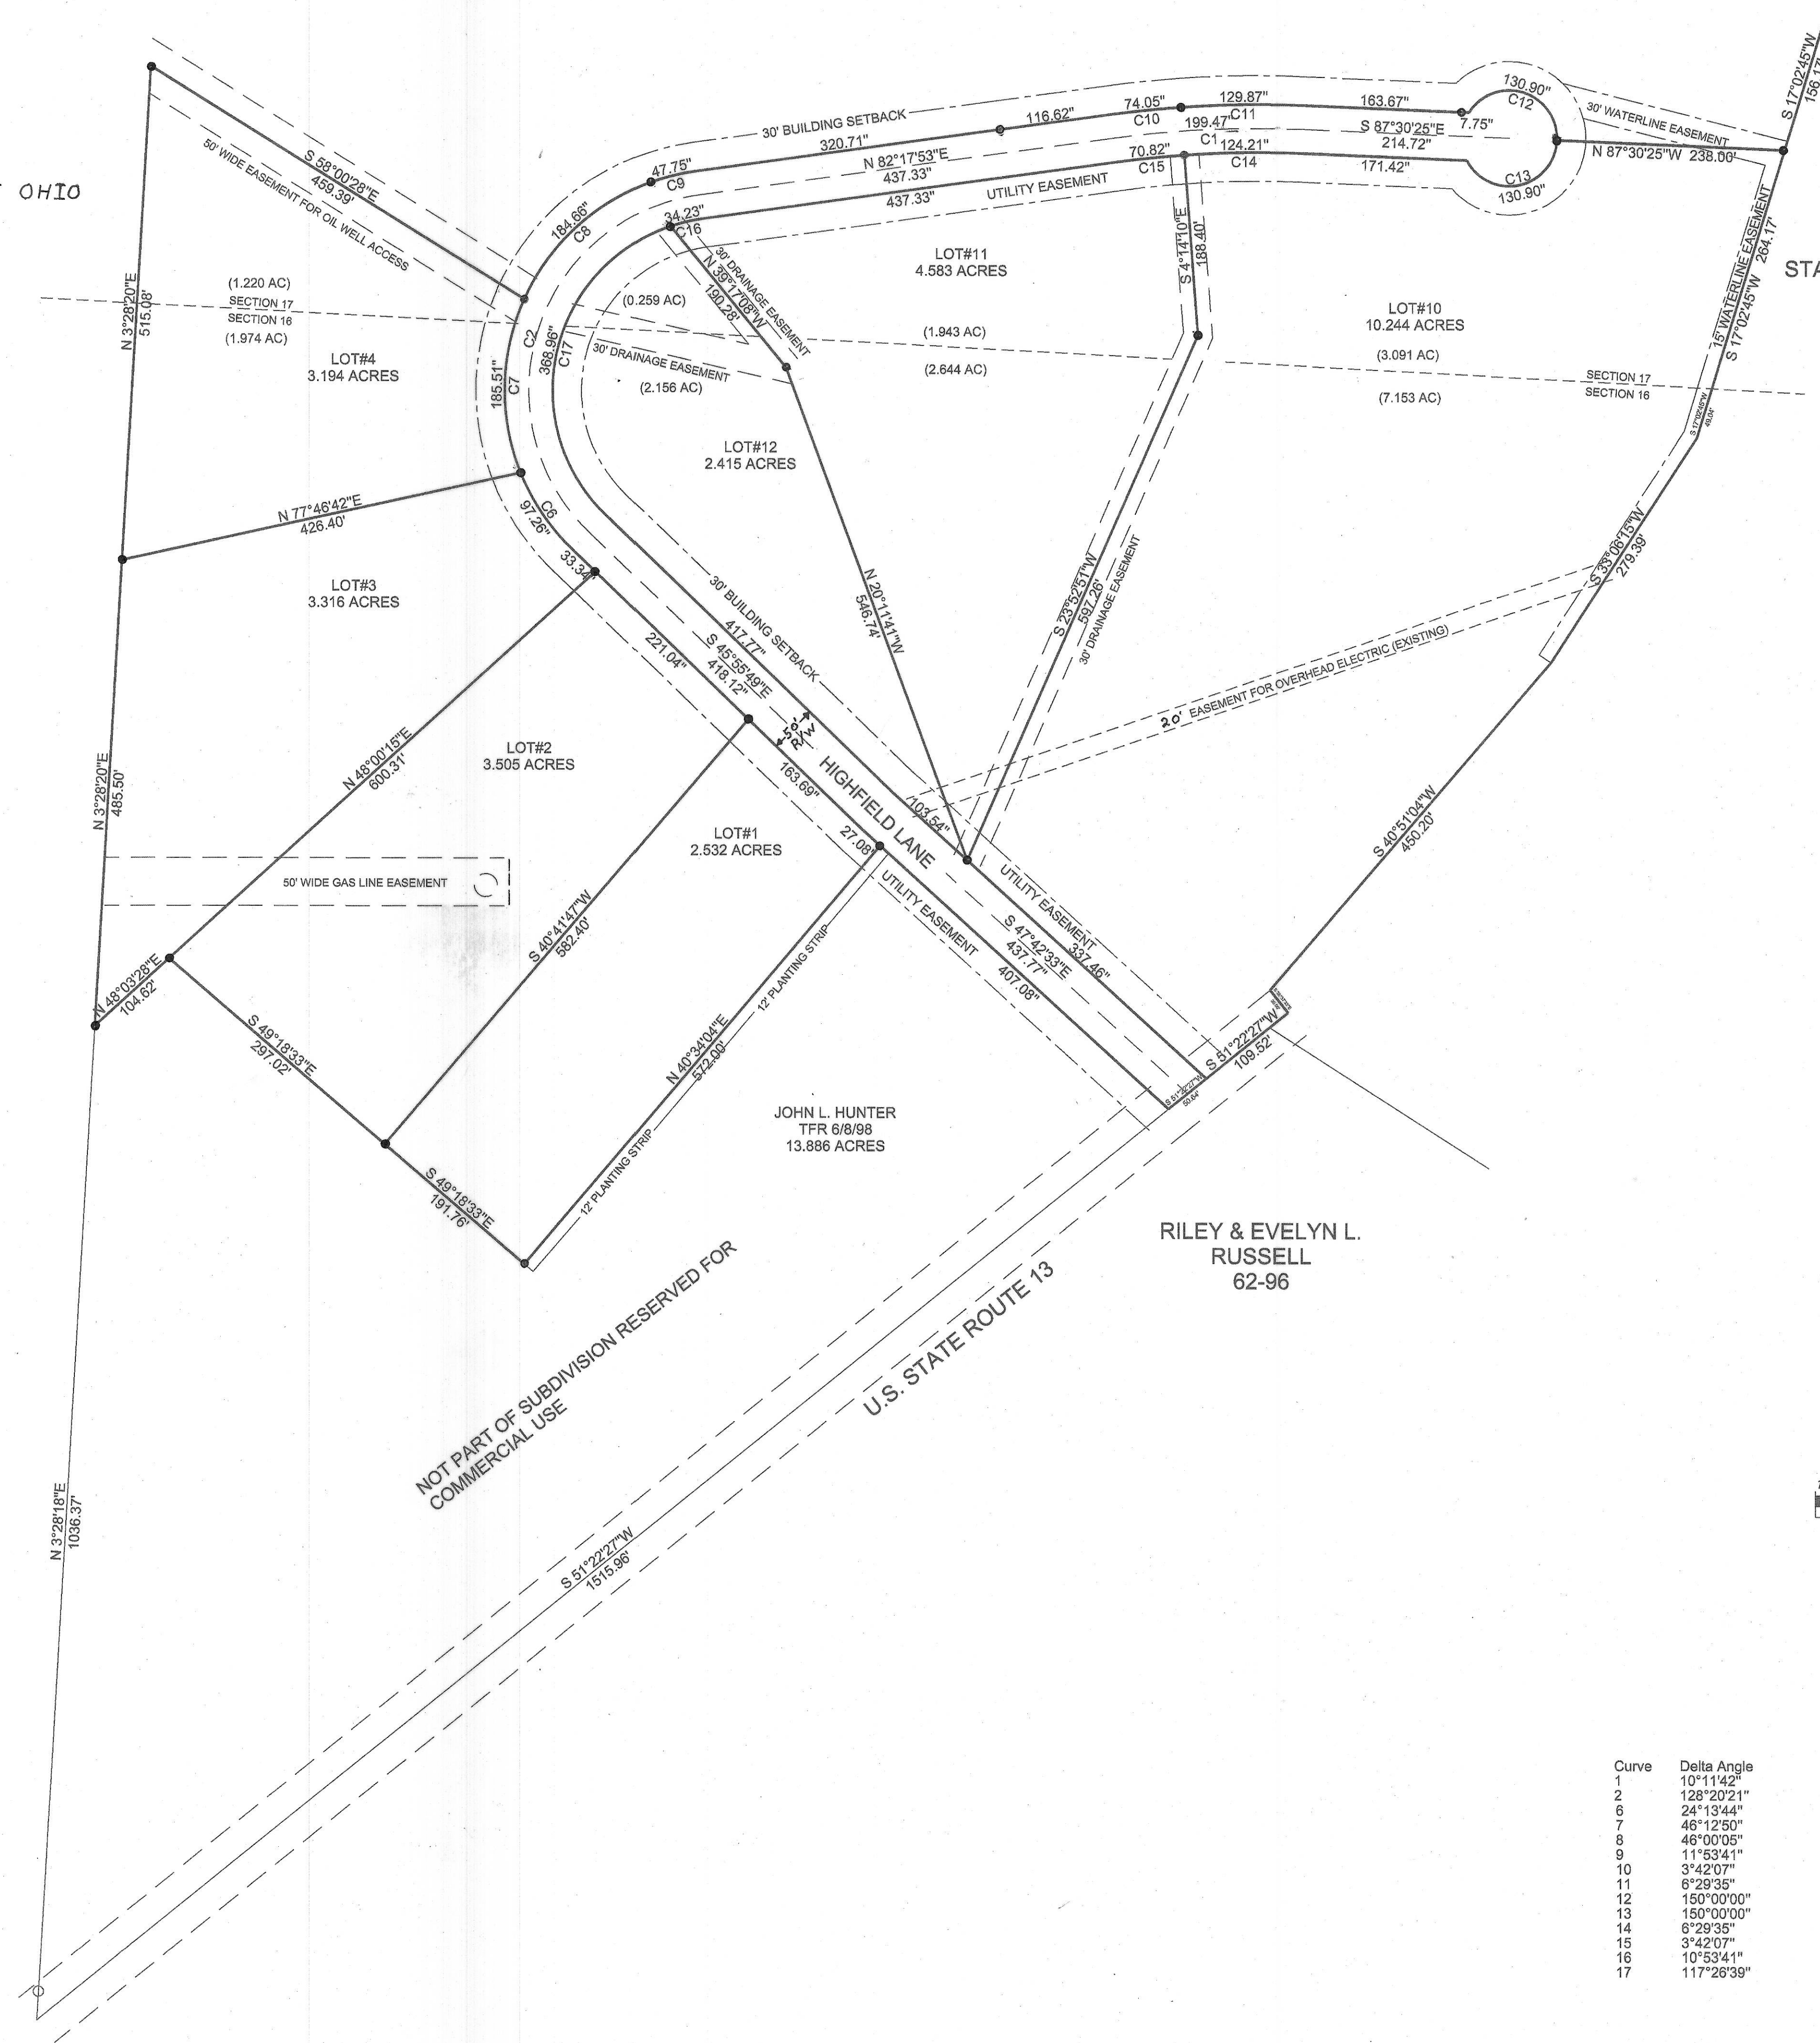 S 17°02'45"W
156.17'
130.90"
C12
30' WATERLINE EASEMENT
74.05"
C10
129.87"
C11
163.67"
7.75"
116.62"
30' BUILDING SETBACK
320.71"
199.47"
C1
S 87°30'25"E
214.72"
N 87°30'25"W 238.00'
124.21"
C14
171.42"
70.82"
C15
C13
130.90"
N 82°17'53"E
437.33"
47.75"
C9
UTILITY EASEMENT
437.33"
OHIO
S 58°00'28"E
459.39'
50' WIDE EASEMENT FOR OIL WELL ACCESS
184.66"
C8
34.23"
C16
30' DRAINAGE EASEMENT
N 39°17'08"W
190.28'
S 4°14'10"E
188.40'
15' WATERLINE EASEMENT
S 17°02'45"W 264.17'
STA
LOT#11
4.583 ACRES
LOT#10
10.244 ACRES
N 3°28'20"E
515.08'
(1.220 AC)
SECTION 17
SECTION 16
(1.974 AC)
(0.259 AC)
(1.943 AC)
(2.644 AC)
(3.091 AC)
(7.153 AC)
SECTION 17
SECTION 16
LOT#4
3.194 ACRES
C2
368.96"
C17
185.51"
C7
30' DRAINAGE EASEMENT
(2.156 AC)
S 17°02'45"W
49.04'
LOT#12
2.415 ACRES
N 77°46'42"E
426.40'
C6
97.26"
33.34'
S 33°06'15"W
279.39'
LOT#3
3.316 ACRES
30' BUILDING SETBACK
417.77"
S 45°55'49"E
418.12"
221.04"
N 20°11'41"W
546.74'
S 23°52'51"W
597.26'
30' DRAINAGE EASEMENT
20' EASEMENT FOR OVERHEAD ELECTRIC (EXISTING)
50'
R/W
N 3°28'20"E
485.50'
N 48°00'15"E
600.31'
LOT#2
3.505 ACRES
163.69"
HIGHFIELD LANE
103.54"
27.08"
LOT#1
2.532 ACRES
S 40°51'04"W
450.20'
50' WIDE GAS LINE EASEMENT
UTILITY EASEMENT
UTILITY EASEMENT
S 40°41'47"W
582.40'
S 47°42'33"E
437.77"
337.46"
407.08"
N 48°03'28"E
104.62'
12' PLANTING STRIP
S 49°18'33"E
297.02'
N 40°34'04"E
572.00'
S 51°22'27"W
109.52'
S 51°22'27"W
50.64'
JOHN L. HUNTER
TFR 6/8/98
13.886 ACRES
12' PLANTING STRIP
S 49°18'33"E
191.76'
RILEY & EVELYN L.
RUSSELL
62-96
NOT PART OF SUBDIVISION RESERVED FOR
COMMERCIAL USE
U.S. STATE ROUTE 13
N 3°28'18"E
1036.37'
S 51°22'27"W
1515.96'
Curve Delta Angle
1 10°11'42"
2 128°20'21"
6 24°13'44"
7 46°12'50"
8 46°00'05"
9 11°53'41"
10 3°42'07"
11 6°29'35"
12 150°00'00"
13 150°00'00"
14 6°29'35"
15 3°42'07"
16 10°53'41"
17 117°26'39"